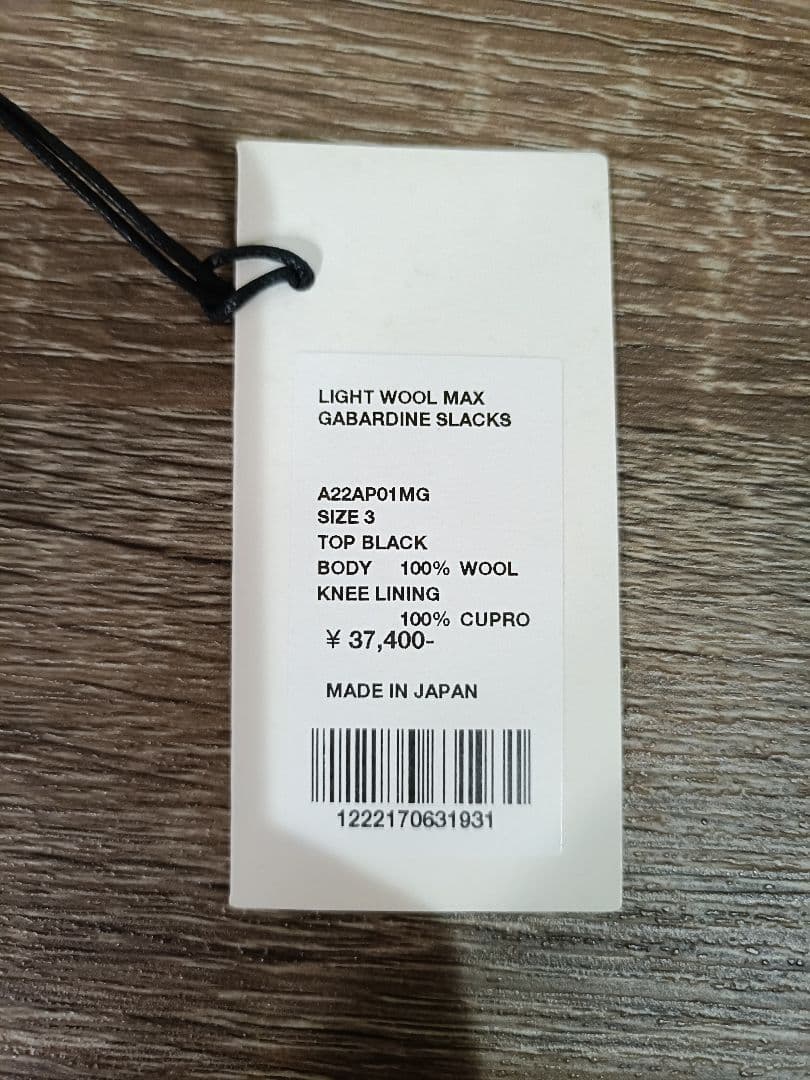 LIGHT WOOL MAX
GABARDINE SLACKS
A22AP01MG
SIZE 3
TOP BLACK
BODY 100% WOOL
KNEE LINING
100% CUPRO
¥ 37,400-
MADE IN JAPAN
1222170631931